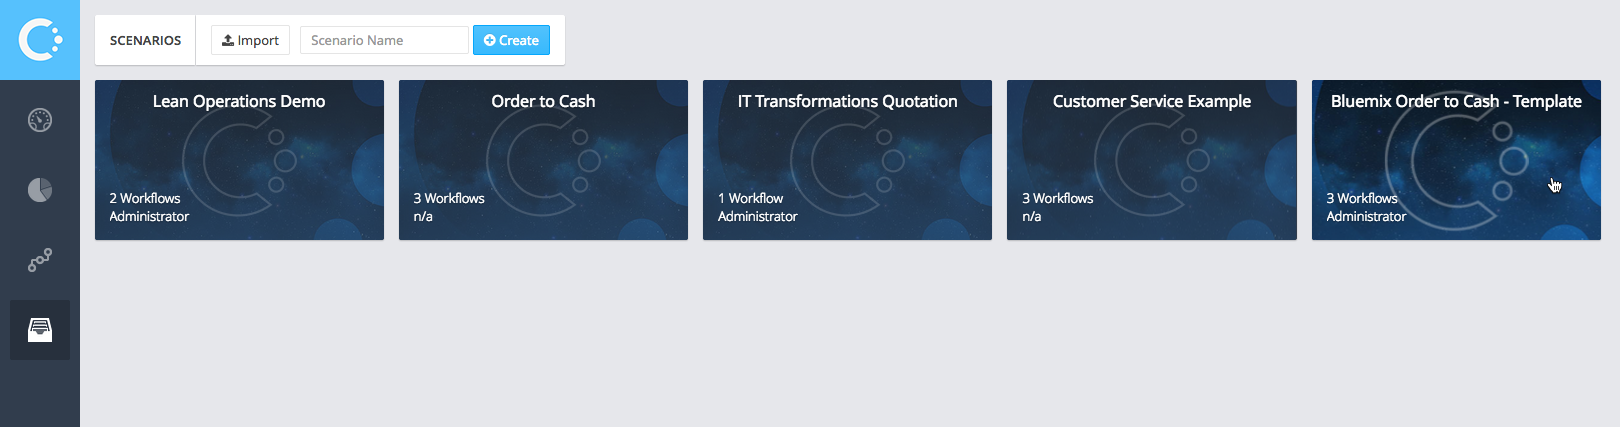 SCENARIOS
Import
Scenario Name
Create
Lean Operations Demo
2 Workflows
Administrator
Order to Cash
3 Workflows
n/a
IT Transformations Quotation
1 Workflow
Administrator
Customer Service Example
3 Workflows
n/a
Bluemix Order to Cash - Template
3 Workflows
Administrator